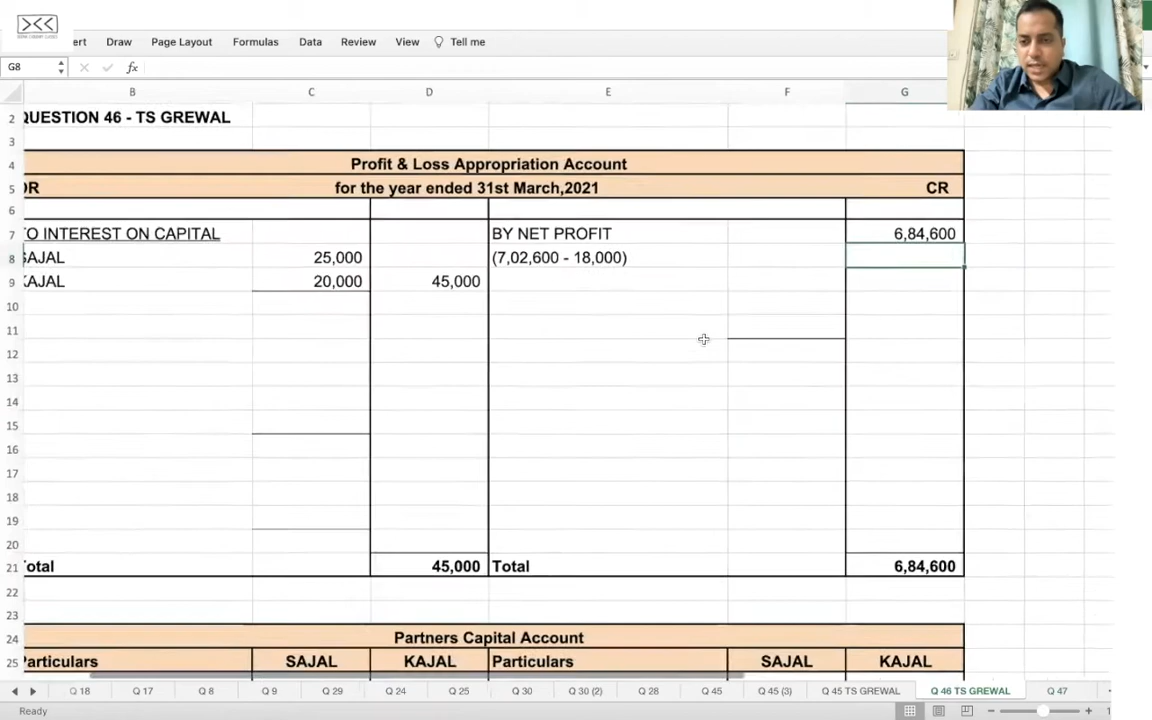 ert Draw Page Layout Formulas Data Review View Tell me
G8 fx
B C D E F G
2 QUESTION 46 - TS GREWAL
3
4 Profit & Loss Appropriation Account
5 DR for the year ended 31st March,2021 CR
6
7 TO INTEREST ON CAPITAL BY NET PROFIT 6,84,600
8 SAJAL 25,000 (7,02,600 - 18,000)
9 KAJAL 20,000 45,000
10
11
12
13
14
15
16
17
18
19
20
21 Total 45,000 Total 6,84,600
22
23
24 Partners Capital Account
25 Particulars SAJAL KAJAL Particulars SAJAL KAJAL
Q 18 Q 17 Q 8 Q 9 Q 29 Q 24 Q 25 Q 30 Q 30 (2) Q 28 Q 45 Q 45 (3) Q 45 TS GREWAL Q 46 TS GREWAL Q 47
Ready